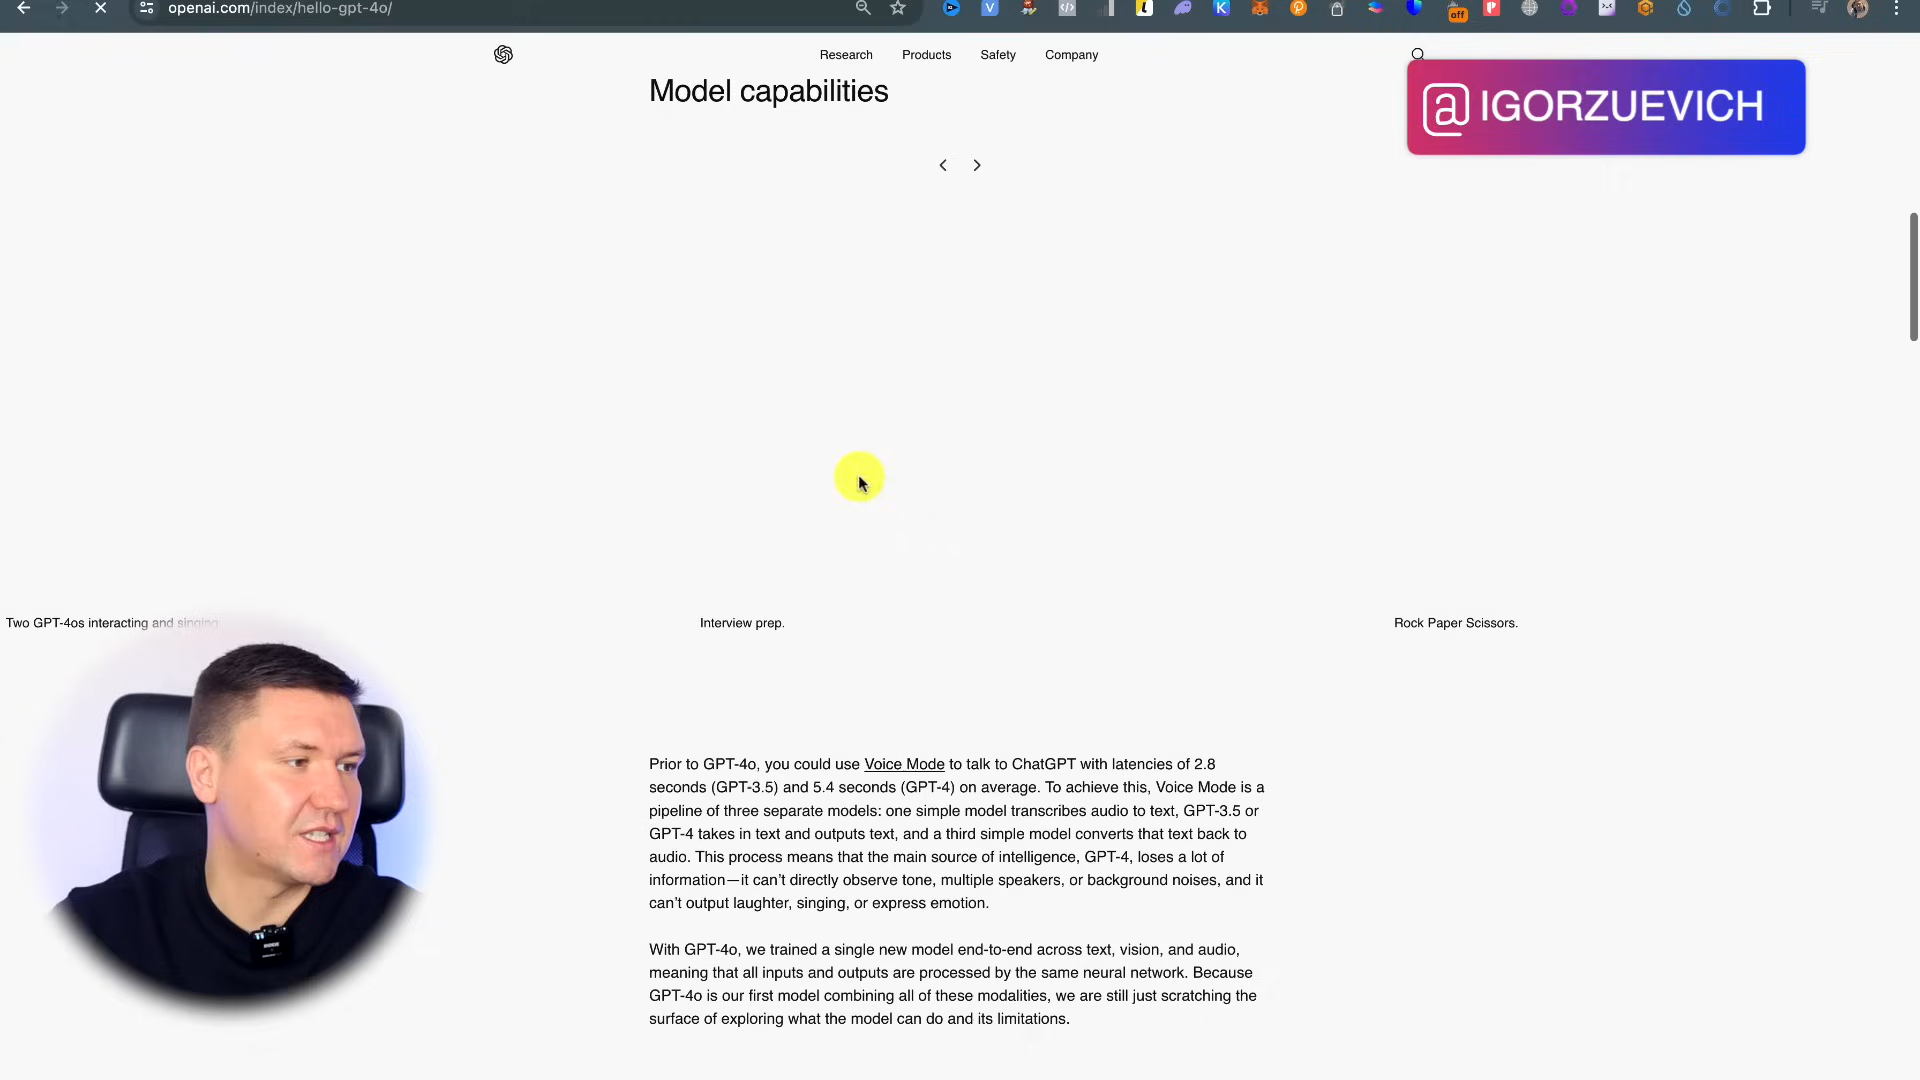 openai.com/index/hello-gpt-4o/
Research Products Safety Company
@IGORZUEVICH
Model capabilities
Two GPT-4os interacting and singing
Interview prep.
Rock Paper Scissors.
Prior to GPT-4o, you could use Voice Mode to talk to ChatGPT with latencies of 2.8
seconds (GPT-3.5) and 5.4 seconds (GPT-4) on average. To achieve this, Voice Mode is a
pipeline of three separate models: one simple model transcribes audio to text, GPT-3.5 or
GPT-4 takes in text and outputs text, and a third simple model converts that text back to
audio. This process means that the main source of intelligence, GPT-4, loses a lot of
information—it can’t directly observe tone, multiple speakers, or background noises, and it
can’t output laughter, singing, or express emotion.
With GPT-4o, we trained a single new model end-to-end across text, vision, and audio,
meaning that all inputs and outputs are processed by the same neural network. Because
GPT-4o is our first model combining all of these modalities, we are still just scratching the
surface of exploring what the model can do and its limitations.